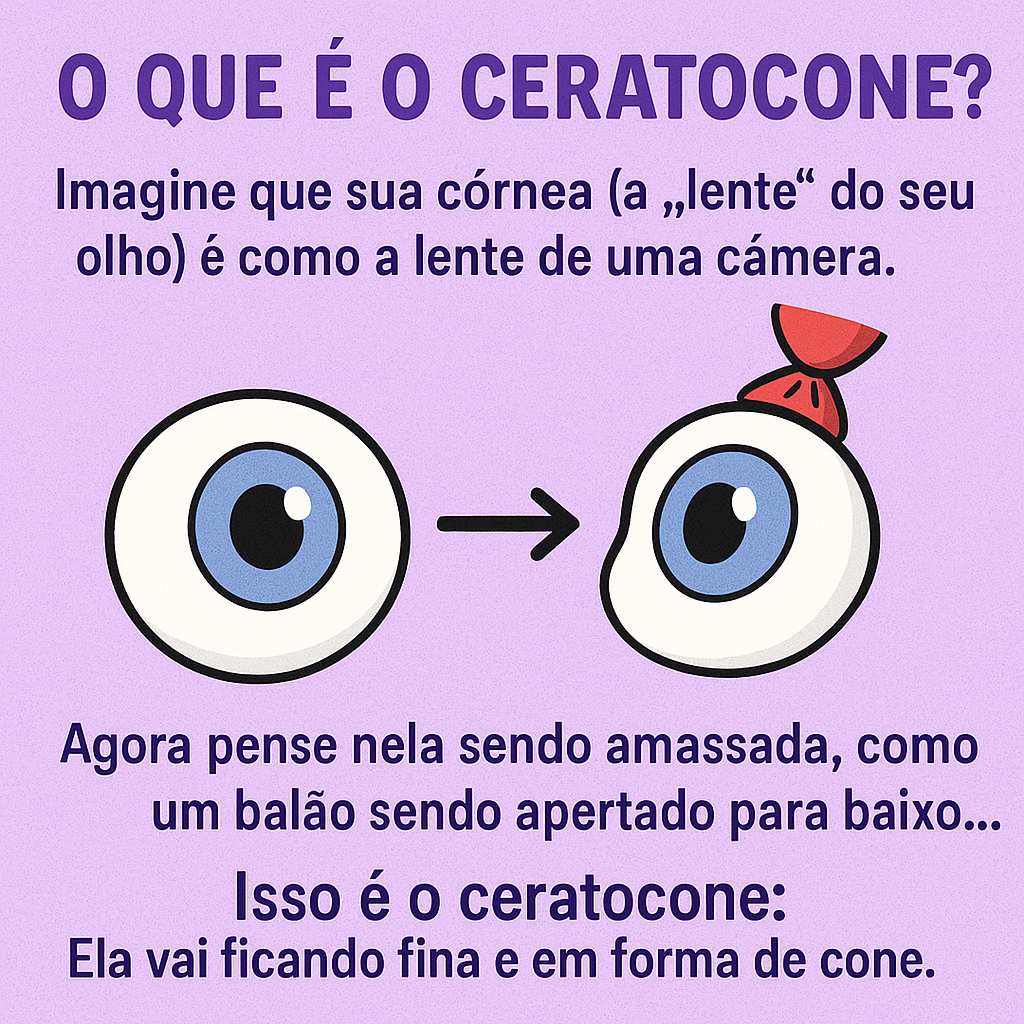 O QUE É O CERATOCONE?
Imagine que sua córnea (a „lente“ do seu
olho) é como a lente de uma cámera.
Agora pense nela sendo amassada, como
um balão sendo apertado para baixo...
Isso é o ceratocone:
Ela vai ficando fina e em forma de cone.